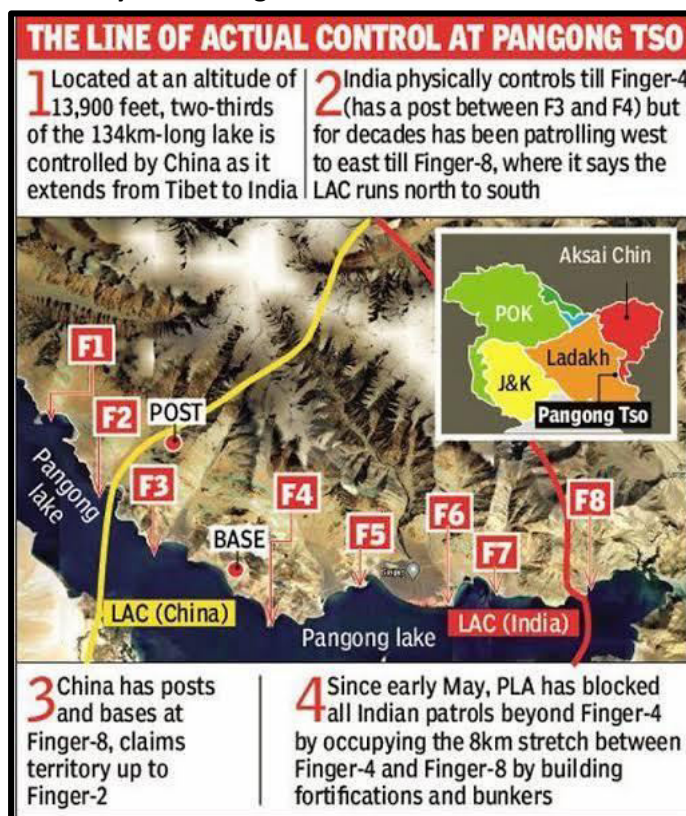 THE LINE OF ACTUAL CONTROL AT PANGONG TSO
1 Located at an altitude of
13,900 feet, two-thirds
of the 134km-long lake is
controlled by China as it
extends from Tibet to India
2 India physically controls till Finger-4
(has a post between F3 and F4) but
for decades has been patrolling west
to east till Finger-8, where it says the
LAC runs north to south
Aksai Chin
POK
Ladakh
J&K
Pangong Tso
F1
F2
POST
Pangong
lake
F3
F4
BASE
F5
Finger
F6
F7
F8
LAC (China)
Pangong lake
LAC (India)
3 China has posts
and bases at
Finger-8, claims
territory up to
Finger-2
4 Since early May, PLA has blocked
all Indian patrols beyond Finger-4
by occupying the 8km stretch between
Finger-4 and Finger-8 by building
fortifications and bunkers